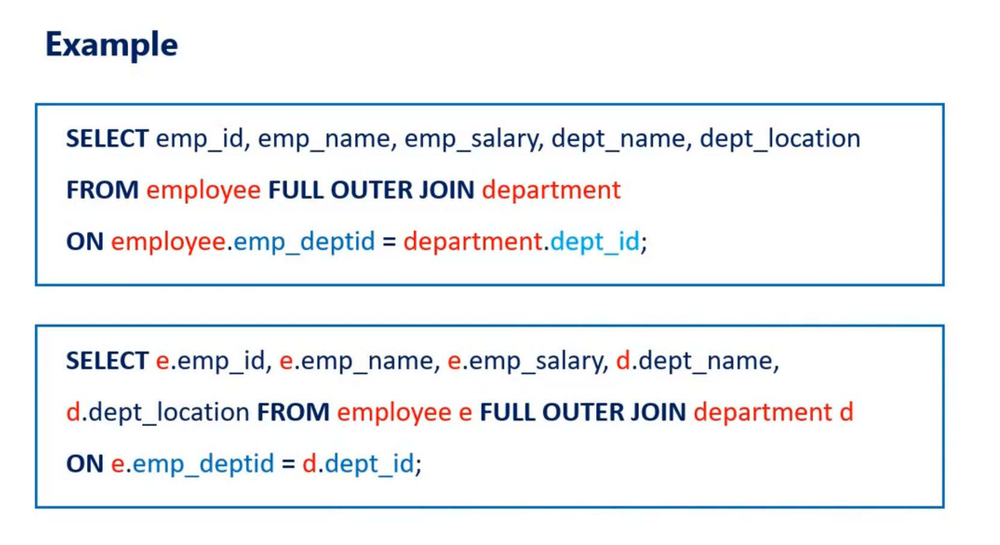 Example
SELECT emp_id, emp_name, emp_salary, dept_name, dept_location
FROM employee FULL OUTER JOIN department
ON employee.emp_deptid = department.dept_id;
SELECT e.emp_id, e.emp_name, e.emp_salary, d.dept_name,
d.dept_location FROM employee e FULL OUTER JOIN department d
ON e.emp_deptid = d.dept_id;